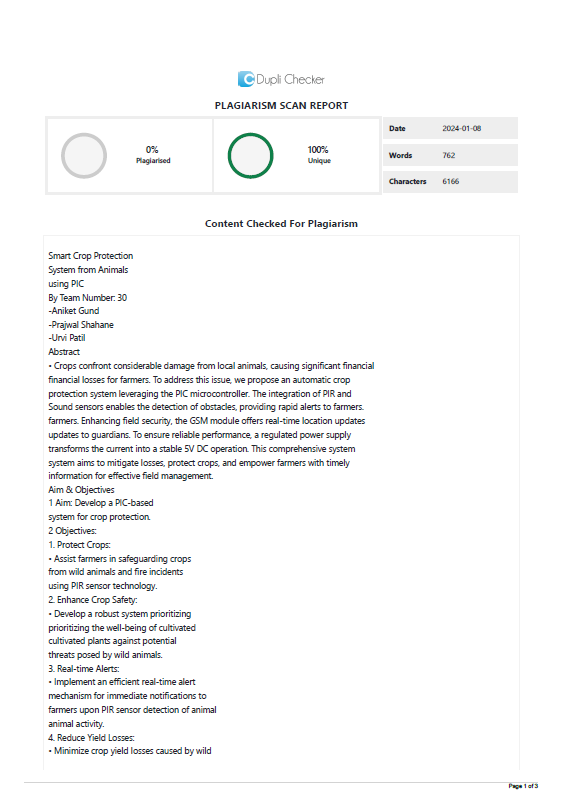 Dupli Checker
PLAGIARISM SCAN REPORT
0%
Plagiarised
100%
Unique
Date 2024-01-08
Words 762
Characters 6166
Content Checked For Plagiarism
Smart Crop Protection
System from Animals
using PIC
By Team Number: 30
-Aniket Gund
-Prajwal Shahane
-Urvi Patil
Abstract
• Crops confront considerable damage from local animals, causing significant financial
financial losses for farmers. To address this issue, we propose an automatic crop
protection system leveraging the PIC microcontroller. The integration of PIR and
Sound sensors enables the detection of obstacles, providing rapid alerts to farmers.
farmers. Enhancing field security, the GSM module offers real-time location updates
updates to guardians. To ensure reliable performance, a regulated power supply
transforms the current into a stable 5V DC operation. This comprehensive system
system aims to mitigate losses, protect crops, and empower farmers with timely
information for effective field management.
Aim & Objectives
1 Aim: Develop a PIC-based
system for crop protection.
2 Objectives:
1. Protect Crops:
• Assist farmers in safeguarding crops
from wild animals and fire incidents
using PIR sensor technology.
2. Enhance Crop Safety:
• Develop a robust system prioritizing
prioritizing the well-being of cultivated
cultivated plants against potential
threats posed by wild animals.
3. Real-time Alerts:
• Implement an efficient real-time alert
mechanism for immediate notifications to
farmers upon PIR sensor detection of animal
animal activity.
4. Reduce Yield Losses:
• Minimize crop yield losses caused by wild
Page 1 of 3